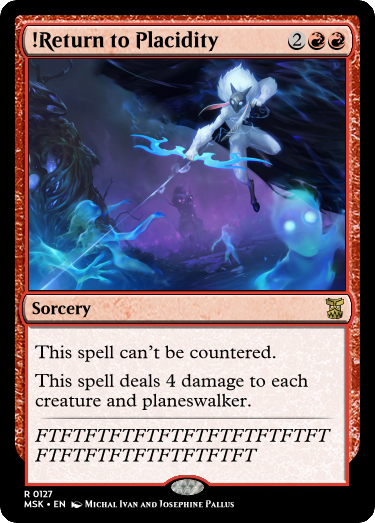 !Return to Placidity 2
Sorcery
This spell can't be countered.
This spell deals 4 damage to each
creature and planeswalker.
FTFTFTFTFTFTFTFTFTFTFTFT
FTFTFTFTFTFTFTFTFT
R 0127
MSK • EN Michal Ivan and Josephine Pallus